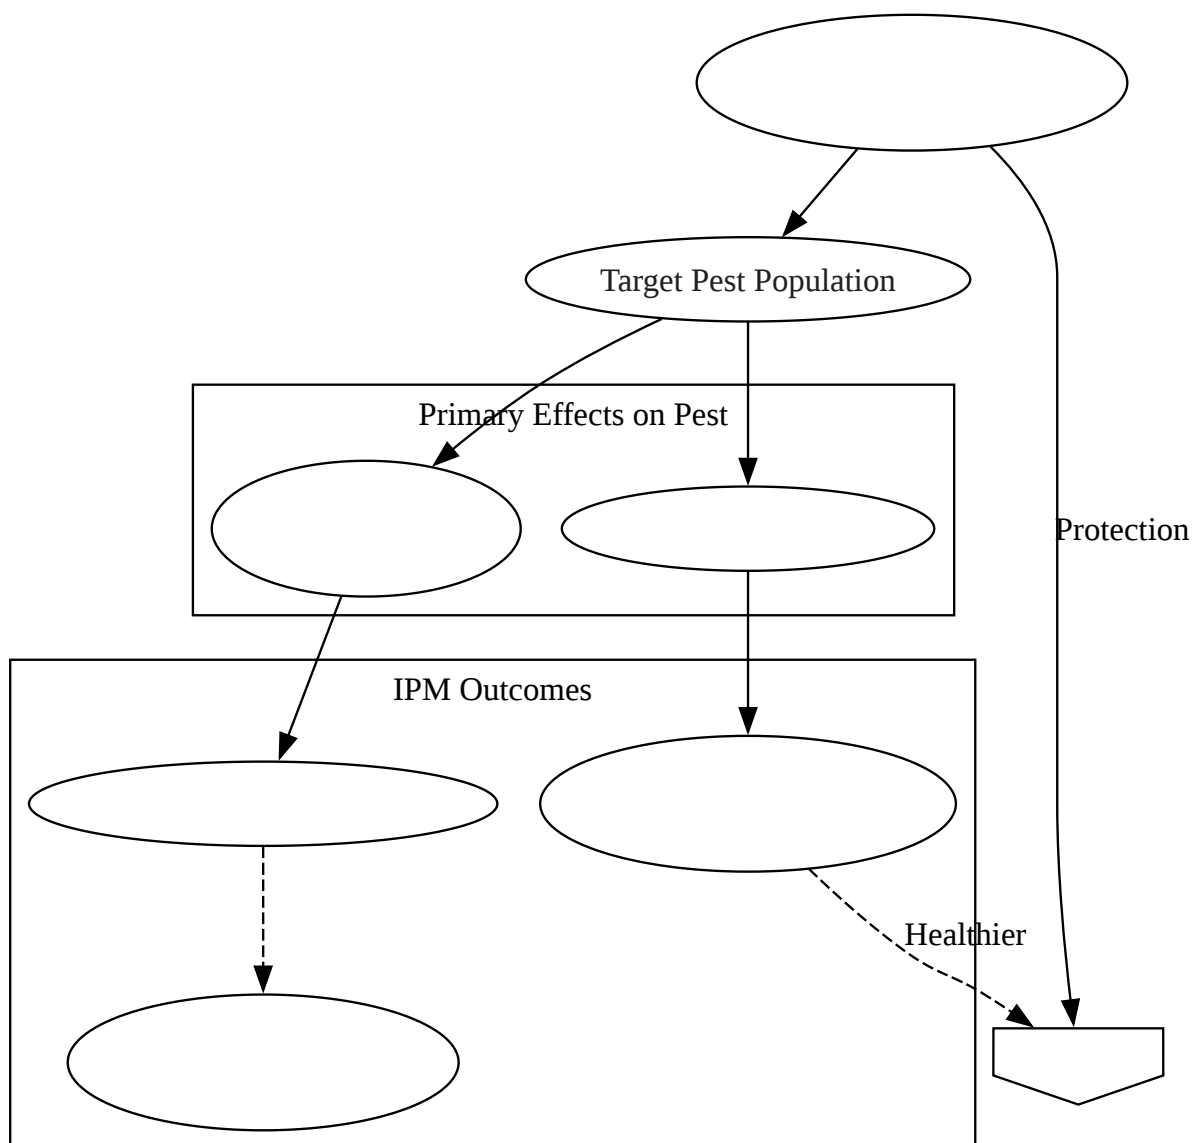 Target Pest Population
Primary Effects on Pest
Protection
IPM Outcomes
Healthier